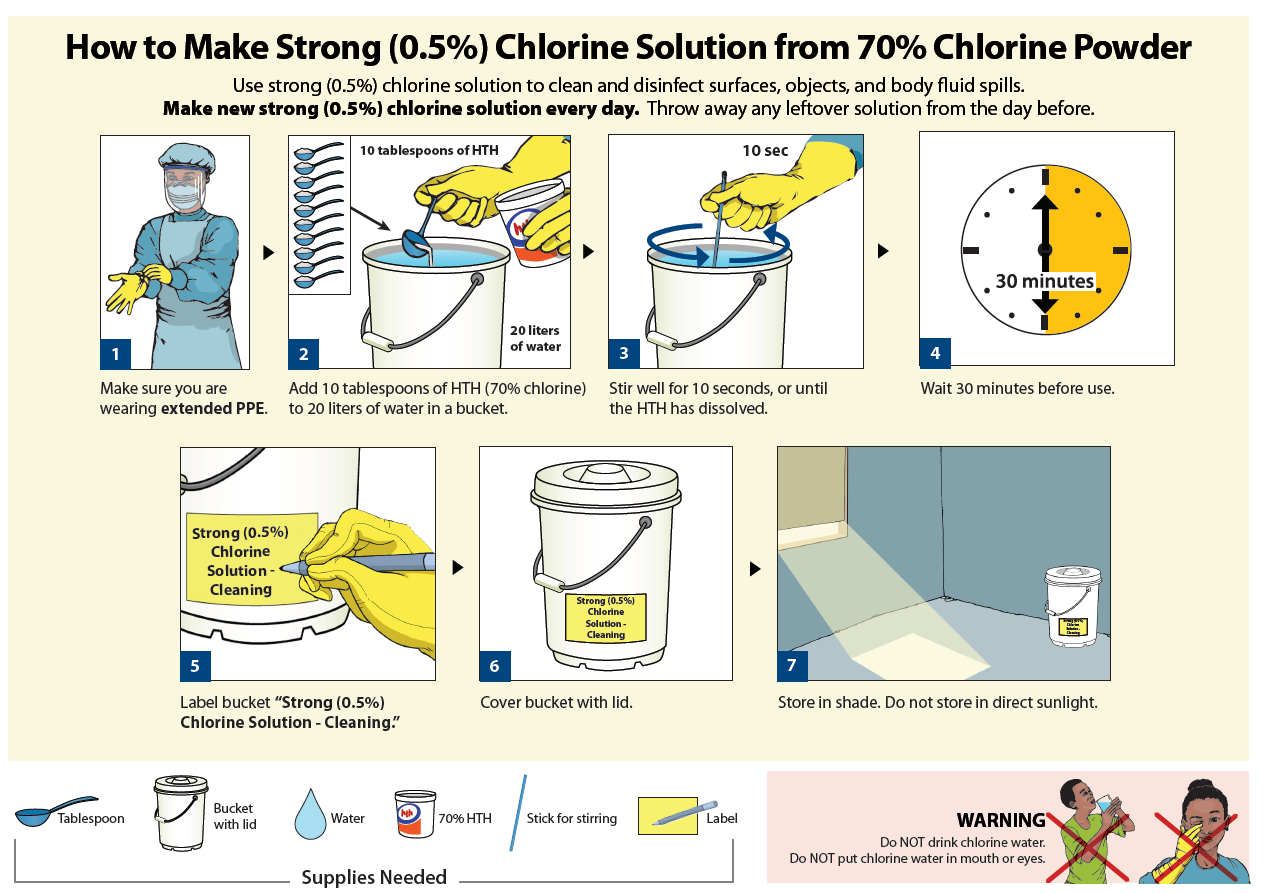 How to Make Strong (0.5%) Chlorine Solution from 70% Chlorine Powder
Use strong (0.5%) chlorine solution to clean and disinfect surfaces, objects, and body fluid spills.
Make new strong (0.5%) chlorine solution every day. Throw away any leftover solution from the day before.
1
Make sure you are
wearing extended PPE.
10 tablespoons of HTH
hth
20 liters
of water
2
Add 10 tablespoons of HTH (70% chlorine)
to 20 liters of water in a bucket.
10 sec
3
Stir well for 10 seconds, or until
the HTH has dissolved.
30 minutes
4
Wait 30 minutes before use.
Strong (0.5%)
Chlorine
Solution -
Cleaning
5
Label bucket “Strong (0.5%)
Chlorine Solution - Cleaning.”
Strong (0.5%)
Chlorine
Solution -
Cleaning
6
Cover bucket with lid.
Strong (0.5%)
Chlorine
Solution -
Cleaning
7
Store in shade. Do not store in direct sunlight.
Tablespoon
Bucket
with lid
Water
hth
70% HTH
Stick for stirring
Label
Supplies Needed
WARNING
Do NOT drink chlorine water.
Do NOT put chlorine water in mouth or eyes.